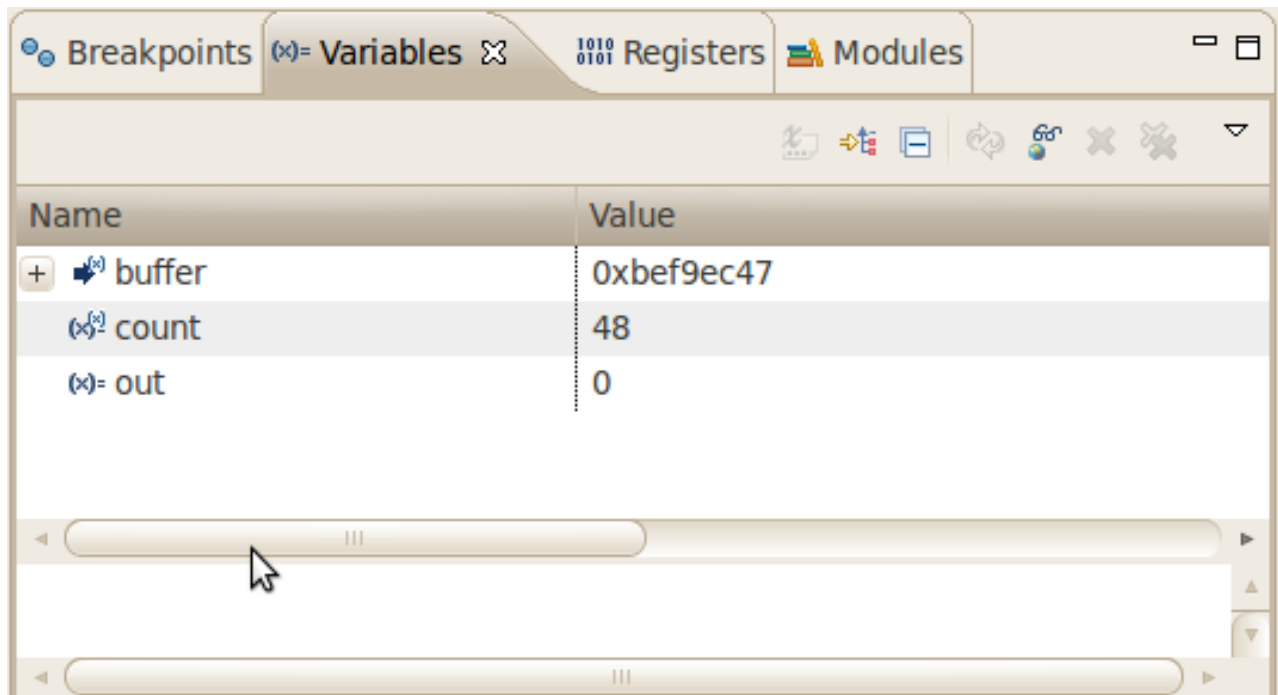 Breakpoints (x)= Variables 1010 0101 Registers Modules
Name Value
buffer 0xbef9ec47
count 48
(x)= out 0